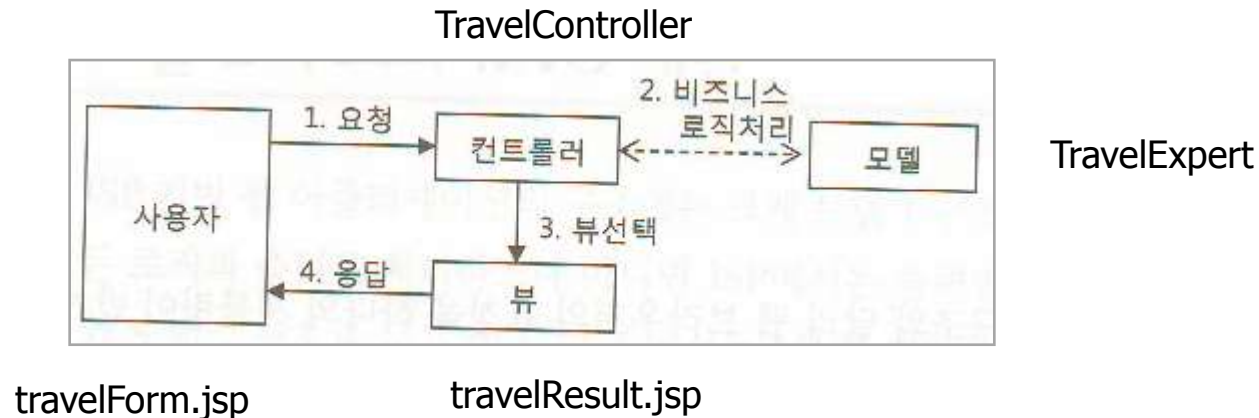 TravelController
2. 비즈니스
로직처리
1. 요청
컨트롤러
모델
TravelExpert
사용자
3. 뷰선택
4. 응답
뷰
travelForm.jsp
travelResult.jsp